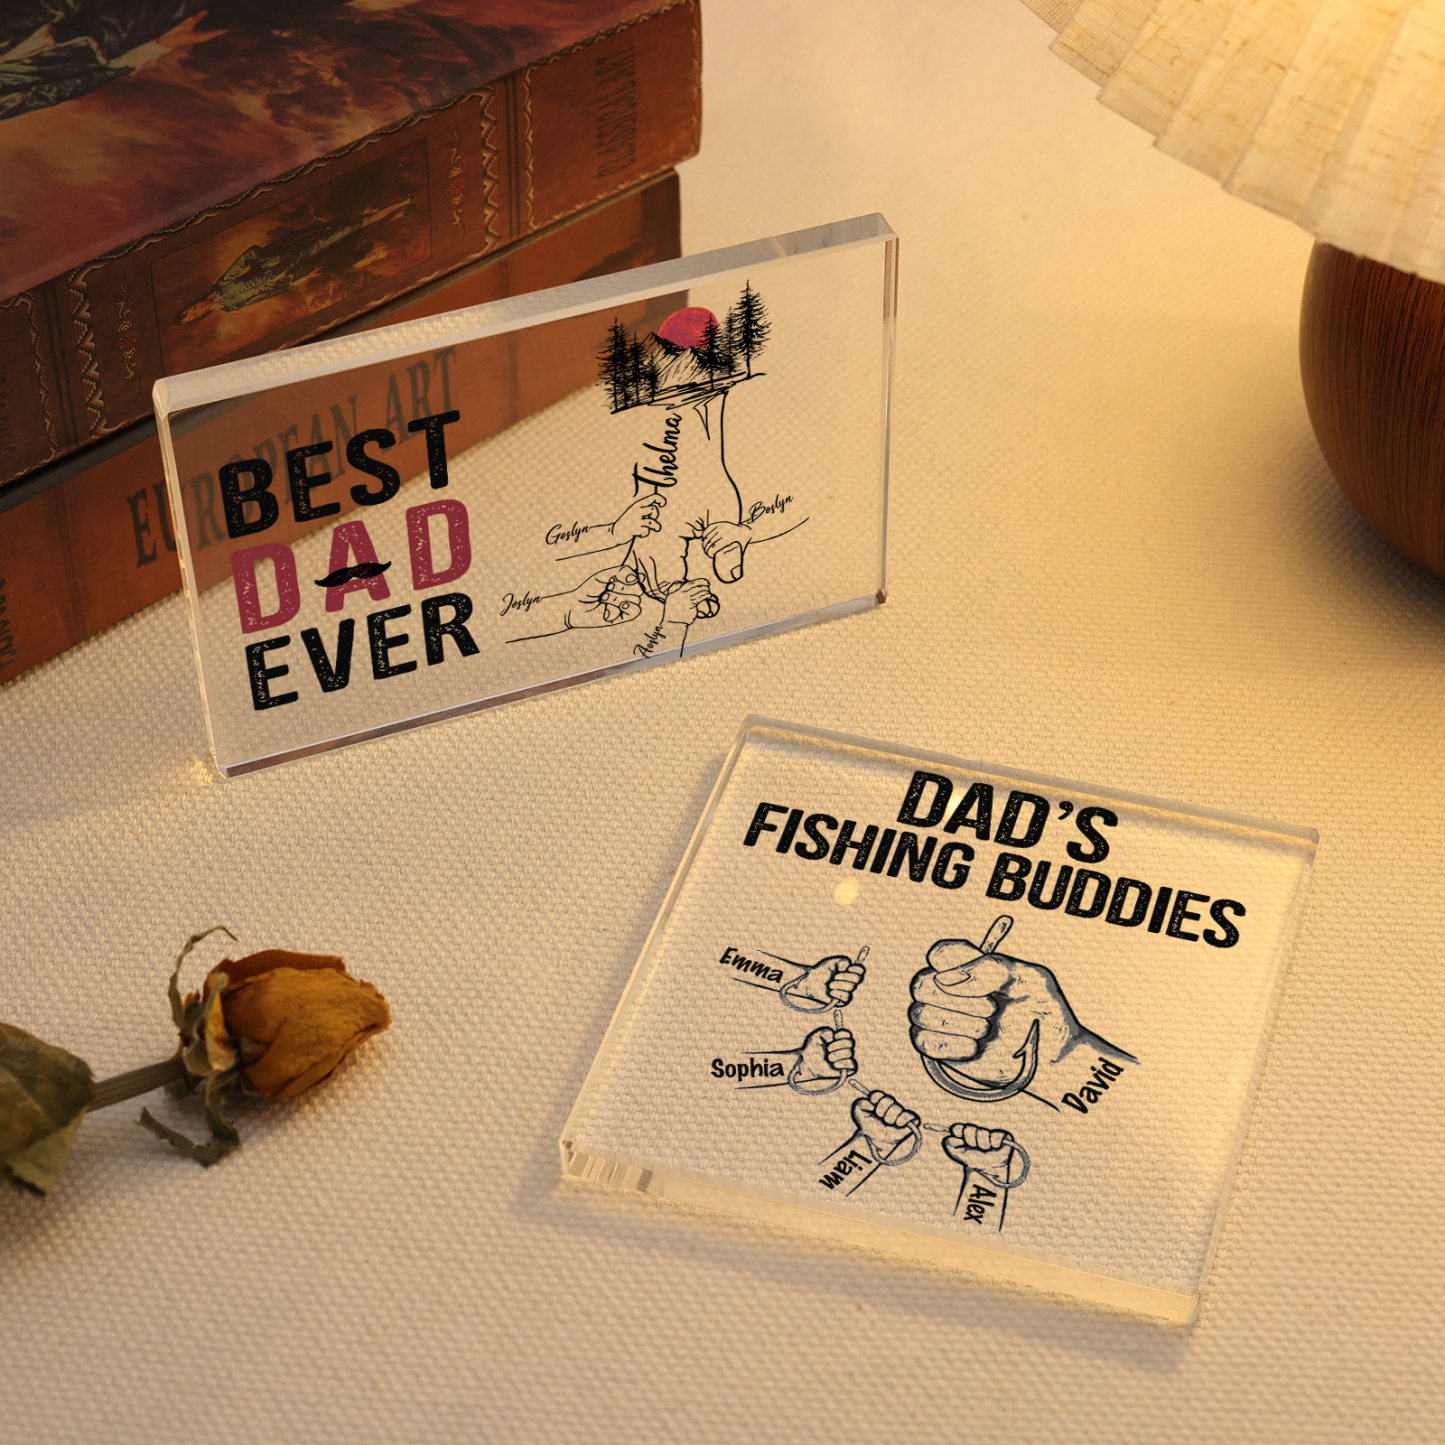 EUROPEAN ART
BEST
DAD
EVER
Thelma
Goslyn
Boslyn
Joslyn
Aoslyn
DAD'S
FISHING BUDDIES
Emma
Sophia
Liam
Alex
David